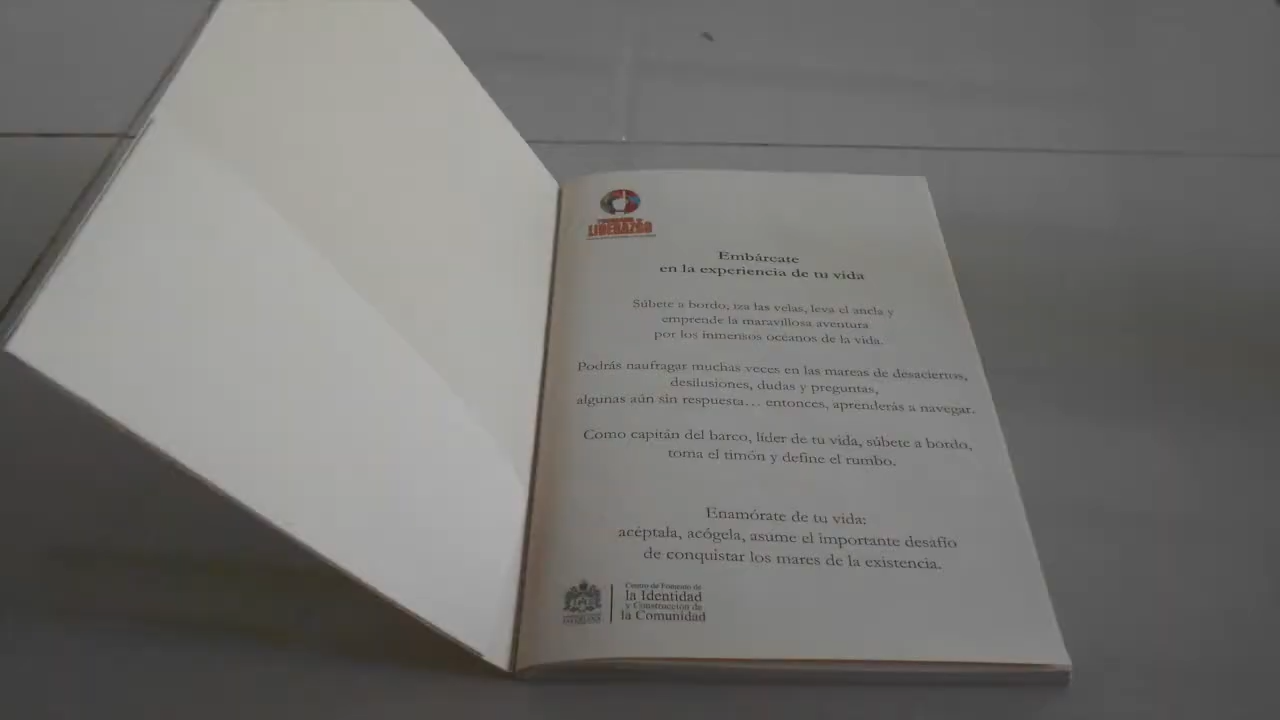 LIDERAZGO
Embárcate
en la experiencia de tu vida
Súbete a bordo, iza las velas, leva el ancla y
emprende la maravillosa aventura
por los inmensos océanos de la vida.
Podrás naufragar muchas veces en las mareas de desaciertos,
desilusiones, dudas y preguntas,
algunas aún sin respuesta… entonces, aprenderás a navegar.
Como capitán del barco, líder de tu vida, súbete a bordo,
toma el timón y define el rumbo.
Enamórate de tu vida:
acéptala, acógela, asume el importante desafío
de conquistar los mares de la existencia.
Centro de Fomento de
la Identidad
y Construcción de
la Comunidad